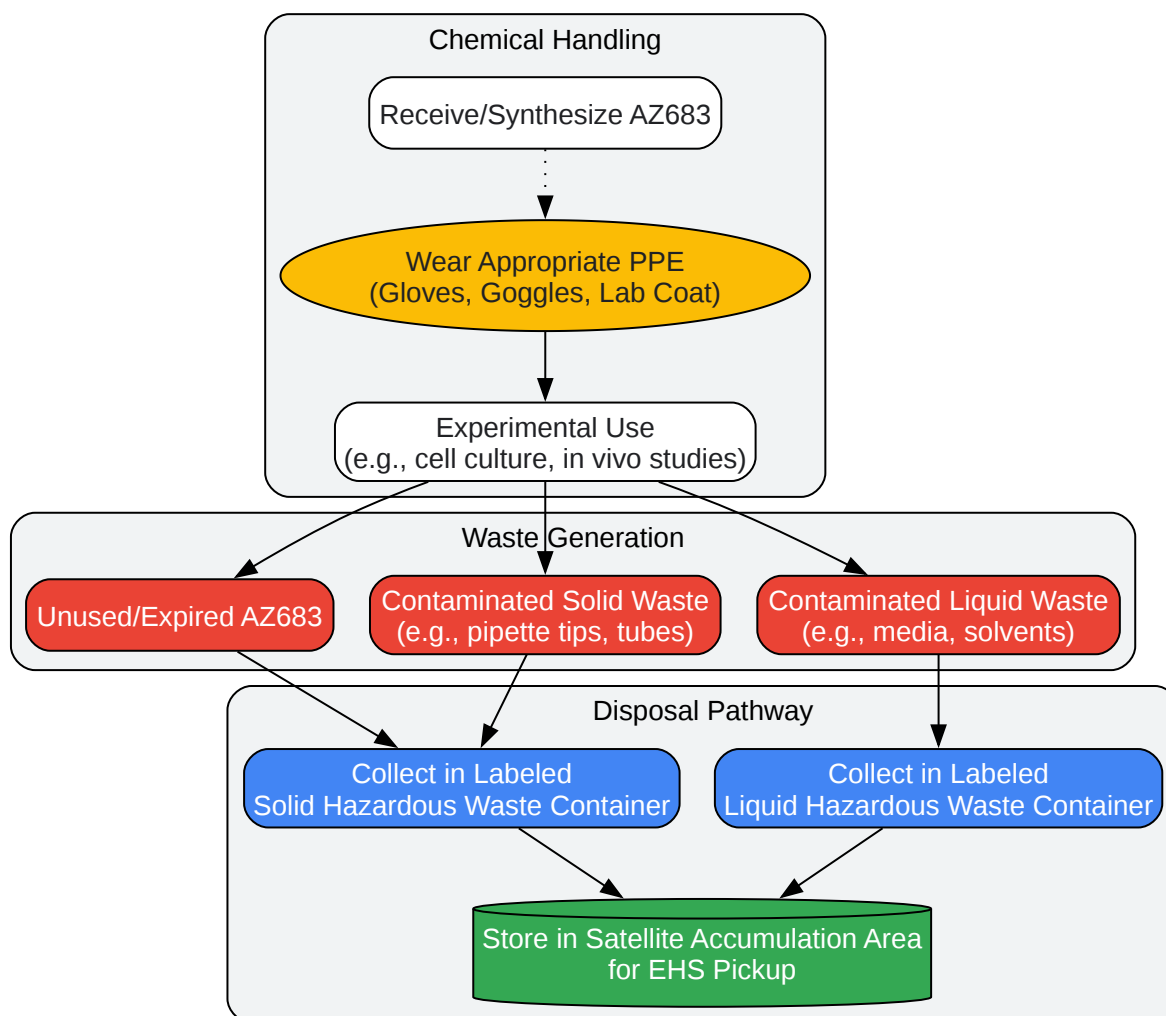 Chemical Handling
Receive/Synthesize AZ683
Wear Appropriate PPE
(Gloves, Goggles, Lab Coat)
Experimental Use
(e.g., cell culture, in vivo studies)
Waste Generation
Unused/Expired AZ683
Contaminated Solid Waste
(e.g., pipette tips, tubes)
Contaminated Liquid Waste
(e.g., media, solvents)
Disposal Pathway
Collect in Labeled
Solid Hazardous Waste Container
Collect in Labeled
Liquid Hazardous Waste Container
Store in Satellite Accumulation Area
for EHS Pickup